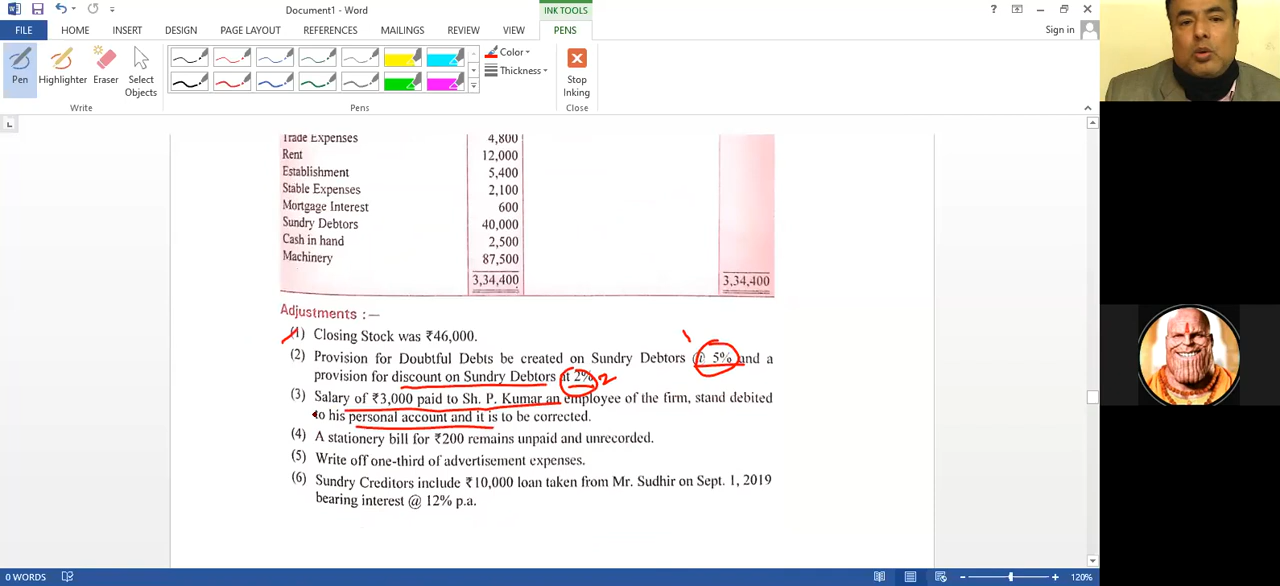 Document1 - Word
INK TOOLS
FILE HOME INSERT DESIGN PAGE LAYOUT REFERENCES MAILINGS REVIEW VIEW PENS
Sign in
Pen Highlighter Eraser Select Objects
Color
Thickness
Stop Inking
Write Pens Close
Trade Expenses 4,800
Rent 12,000
Establishment 5,400
Stable Expenses 2,100
Mortgage Interest 600
Sundry Debtors 40,000
Cash in hand 2,500
Machinery 87,500
3,34,400 3,34,400
Adjustments :—
(1) Closing Stock was ₹46,000.
(2) Provision for Doubtful Debts be created on Sundry Debtors @ 5% and a
provision for discount on Sundry Debtors at 2%. 2
(3) Salary of ₹3,000 paid to Sh. P. Kumar an employee of the firm, stand debited
to his personal account and it is to be corrected.
(4) A stationery bill for ₹200 remains unpaid and unrecorded.
(5) Write off one-third of advertisement expenses.
(6) Sundry Creditors include ₹10,000 loan taken from Mr. Sudhir on Sept. 1, 2019
bearing interest @ 12% p.a.
0 WORDS
120%